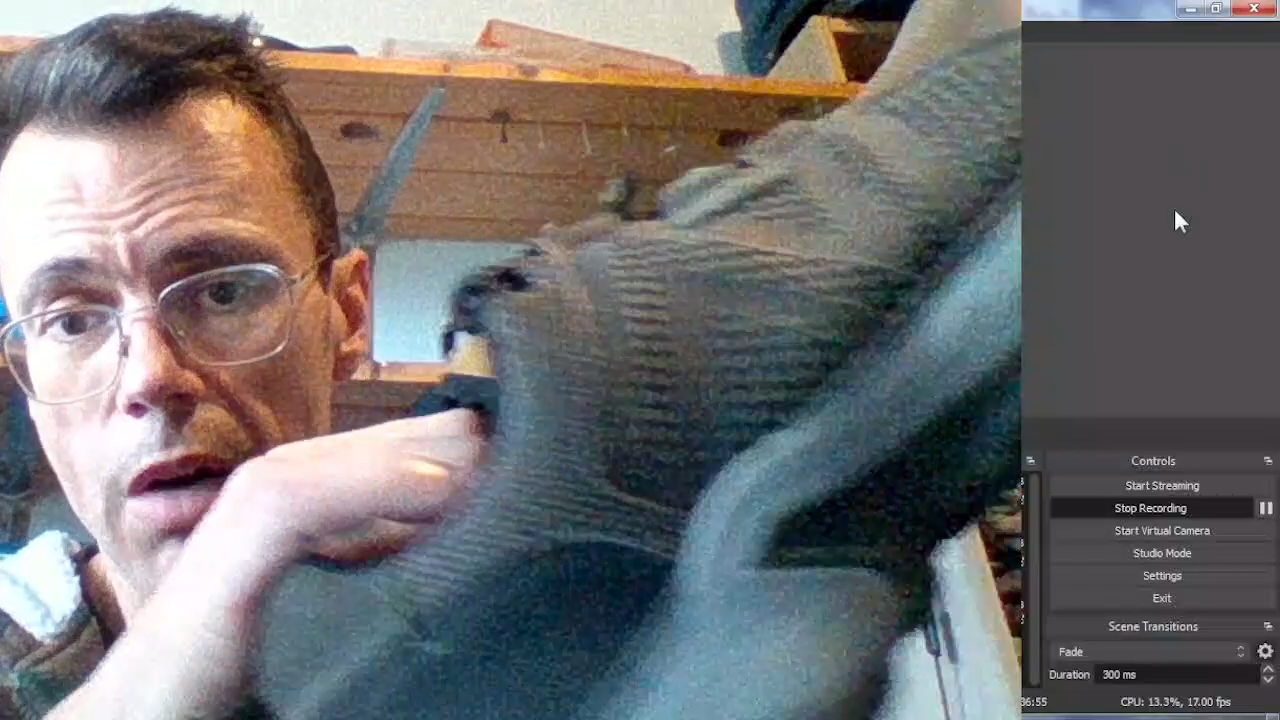 Controls
Start Streaming
Stop Recording
Start Virtual Camera
Studio Mode
Settings
Exit
Scene Transitions
Fade
Duration 300 ms
36:55 CPU: 13.3%, 17.00 fps